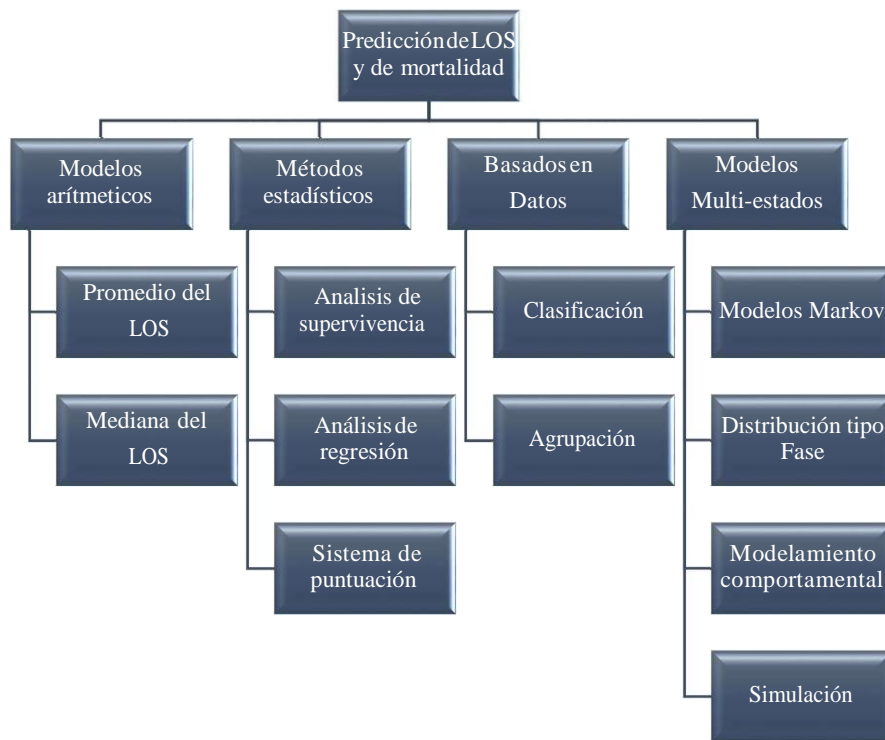 Predicción de LOS
y de mortalidad
Modelos
arítmeticos
Métodos
estadísticos
Basados en
Datos
Modelos
Multi-estados
Promedio del
LOS
Analisis de
supervivencia
Clasificación
Modelos Markov
Mediana del
LOS
Análisis de
regresión
Agrupación
Distribución tipo
Fase
Sistema de
puntuación
Modelamiento
comportamental
Simulación